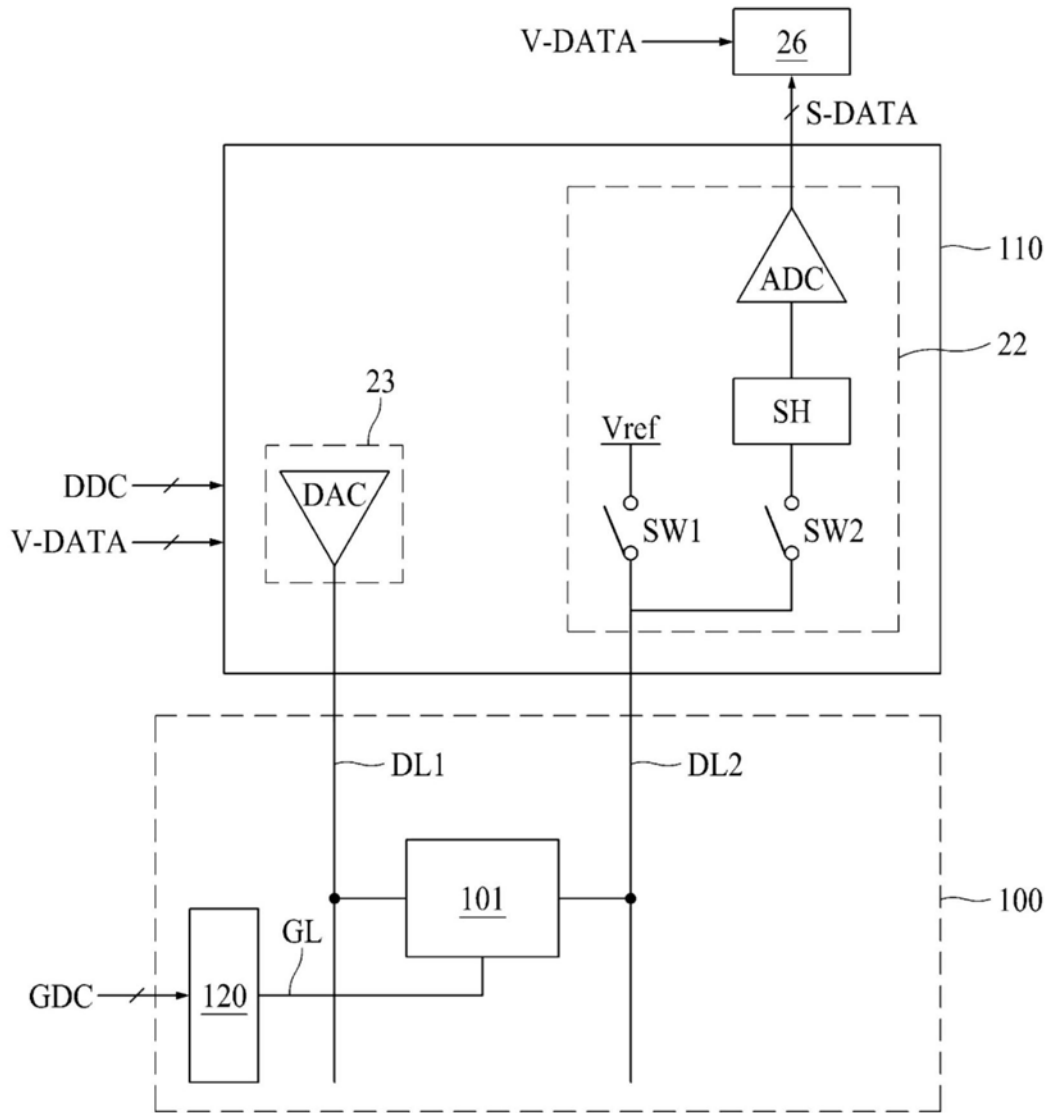 V-DATA
26
S-DATA
110
ADC
22
SH
23
Vref
DAC
DDC
SW1
SW2
V-DATA
DL1
DL2
101
100
GL
GDC
120